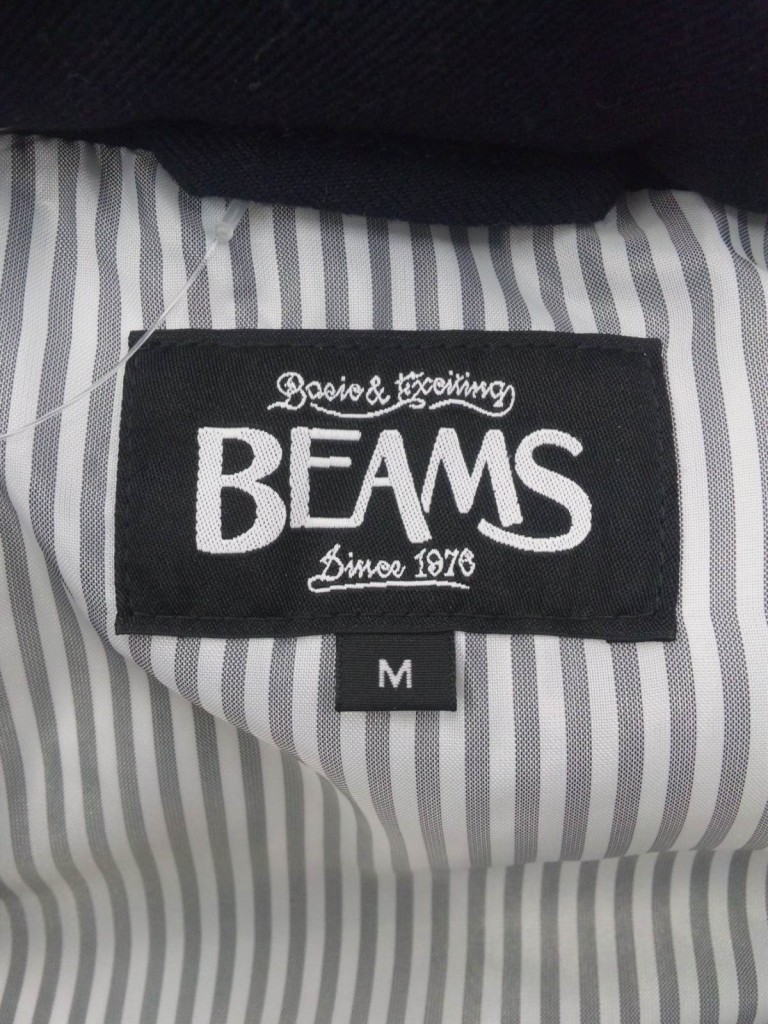 Basic & Exciting
BEAMS
Since 1976
M